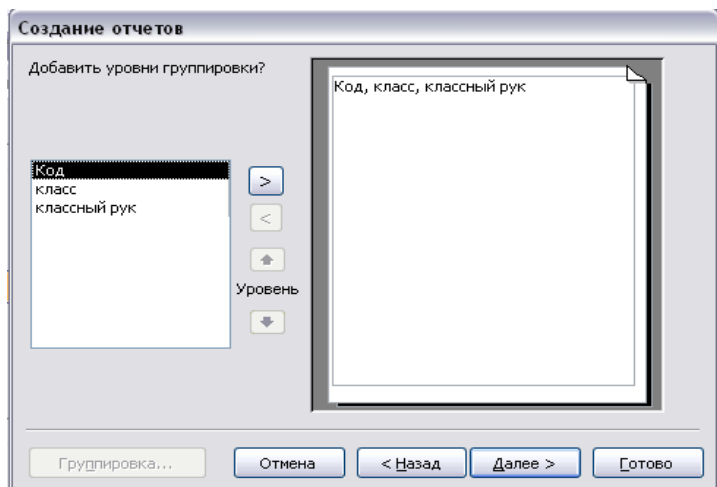 Создание отчетов
Добавить уровни группировки?
Код, класс, классный рук
Код
класс
классный рук
>
<
Уровень
Группировка...
Отмена
< Назад
Далее >
Готово